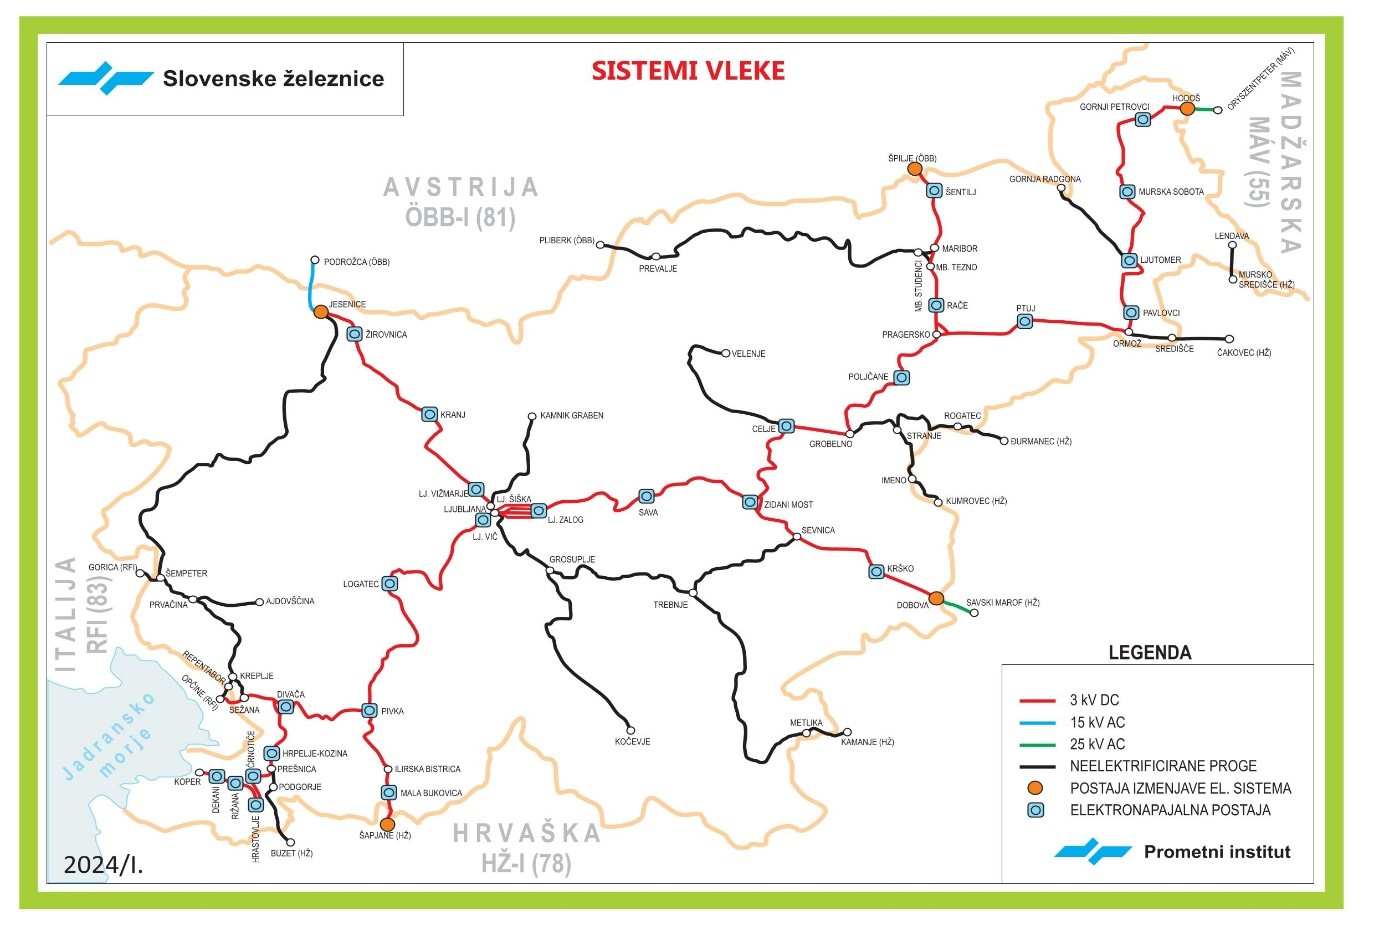 Slovenske železnice
SISTEMI VLEKE
AVSTRIJA
ÖBB-I (81)
MADŽARSKA
MÁV (55)
ITALIJA
RFI (83)
HRVAŠKA
HŽ-I (78)
Jadransko
morje
HODOŠ
ORYSZENTPETER (MÁV)
GORNJI PETROVCI
ŠPILJE (ÖBB)
ŠENTILJ
GORNJA RADGONA
MURSKA SOBOTA
LENDAVA
MURSKO
SREDIŠČE (HŽ)
LJUTOMER
PLIBERK (ÖBB)
PREVALJE
MARIBOR
MB. TEZNO
MB. STUDENCI
RAČE
PTUJ
PAVLOVCI
PRAGERSKO
ORMOŽ
SREDIŠČE
ČAKOVEC (HŽ)
PODROŽCA (ÖBB)
JESENICE
ŽIROVNICA
VELENJE
POLJČANE
KRANJ
KAMNIK GRABEN
CELJE
GROBELNO
STRANJE
ROGATEC
ĐURMANEC (HŽ)
IMENO
KUMROVEC (HŽ)
LJ. VIŽMARJE
LJ. ŠIŠKA
LJUBLJANA
LJ. ZALOG
LJ. VIČ
SAVA
ZIDANI MOST
SEVNICA
GORICA (RFI)
ŠEMPETER
PRVAČINA
AJDOVŠČINA
LOGATEC
GROSUPLJE
TREBNJE
KRŠKO
DOBOVA
SAVSKI MAROF (HŽ)
REPENTABOR
OPČINE (RFI)
KREPLJE
SEŽANA
DIVAČA
PIVKA
KOČEVJE
METLIKA
KAMANJE (HŽ)
HRPELJE-KOZINA
ČRNOTIČE
PREŠNICA
PODGORJE
KOPER
DEKANI
RIŽANA
HRASTOVLJE
BUZET (HŽ)
ILIRSKA BISTRICA
MALA BUKOVICA
ŠAPJANE (HŽ)
LEGENDA
3 kV DC
15 kV AC
25 kV AC
NEELEKTRIFICIRANE PROGE
POSTAJA IZMENJAVE EL. SISTEMA
ELEKTRONAPAJALNA POSTAJA
Prometni institut
2024/I.